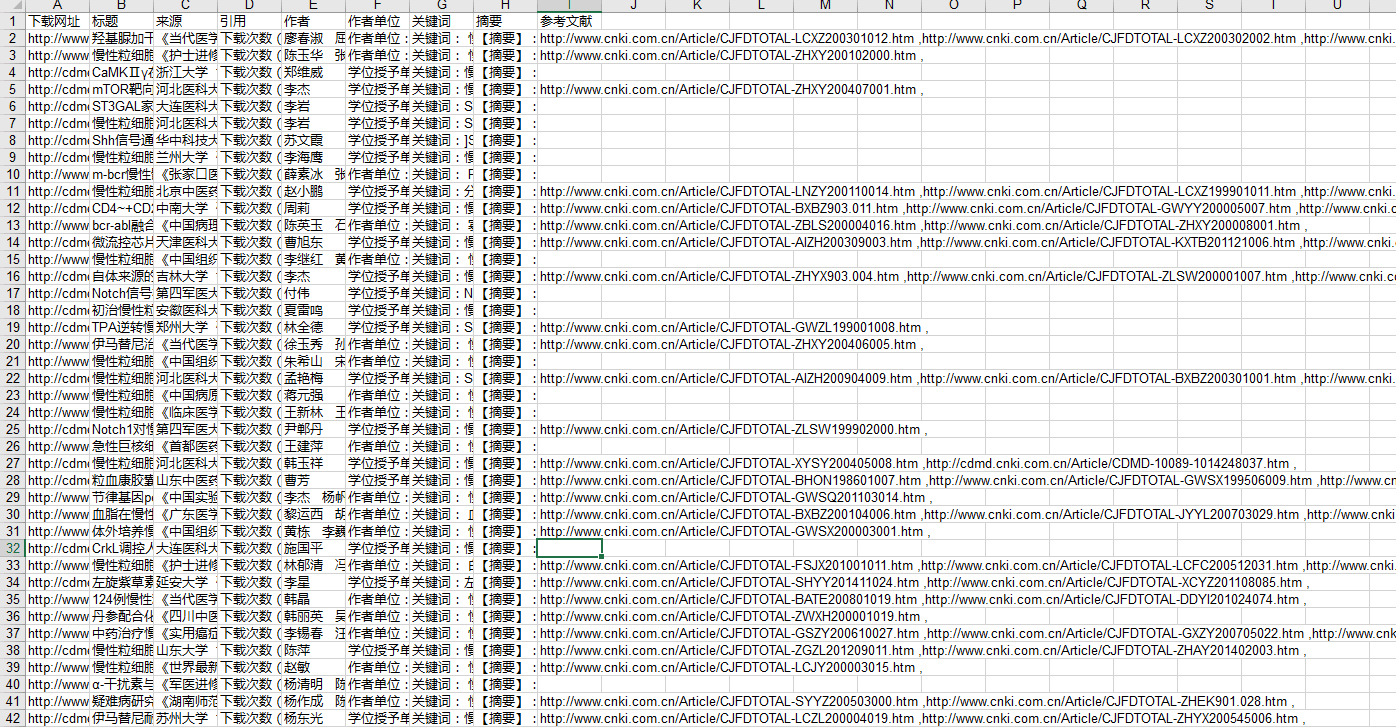 A B C D E F G H I J K L M N O P Q R S T U
1 下载网址 标题 来源 引用 作者 作者单位 关键词 摘要 参考文献
2 http://www 羟基脲加干 《当代医学 下载次数（ 廖春淑 屈 作者单位： 关键词： 【摘要】： http://www.cnki.com.cn/Article/CJFDTOTAL-LCXZ200301012.htm ,http://www.cnki.com.cn/Article/CJFDTOTAL-LCXZ200302002.htm ,http://www.cnki.
3 http://www 慢性粒细胞 《护士进修 下载次数（ 陈玉华 张 作者单位： 关键词： 【摘要】： http://www.cnki.com.cn/Article/CJFDTOTAL-ZHXY200102000.htm ,
4 http://cdmd CaMKⅡγ在 浙江大学 下载次数（ 郑维威 学位授予单 关键词：慢 【摘要】：
5 http://cdmd mTOR靶向 河北医科大 下载次数（ 李杰 学位授予单 关键词：慢 【摘要】： http://www.cnki.com.cn/Article/CJFDTOTAL-ZHXY200407001.htm ,
6 http://cdmd ST3GAL家 大连医科大 下载次数（ 李岩 学位授予单 关键词：S 【摘要】：
7 http://cdmd 慢性粒细胞 河北医科大 下载次数（ 李岩 学位授予单 关键词：S 【摘要】：
8 http://cdmd Shh信号通 华中科技大 下载次数（ 苏文霞 学位授予单 关键词：]S 【摘要】：
9 http://cdmd 慢性粒细胞 兰州大学 下载次数（ 李海鹰 学位授予单 关键词：慢 【摘要】：
10 http://www m-bcr慢性 《张家口医 下载次数（ 薛素冰 张 作者单位： 关键词： 【摘要】：
11 http://cdmd 慢性粒细胞 北京中医药 下载次数（ 赵小鹏 学位授予单 关键词：分 【摘要】： http://www.cnki.com.cn/Article/CJFDTOTAL-LNZY200110014.htm ,http://www.cnki.com.cn/Article/CJFDTOTAL-LCXZ199901011.htm ,http://www.cnki.co
12 http://cdmd CD4~+CD2 中南大学 下载次数（ 周莉 学位授予单 关键词：慢 【摘要】： http://www.cnki.com.cn/Article/CJFDTOTAL-BXBZ903.011.htm ,http://www.cnki.com.cn/Article/CJFDTOTAL-GWYY200005007.htm ,http://www.cnki.c
13 http://www bcr-abl融合 《中国病理 下载次数（ 陈英玉 石 作者单位： 关键词： 【摘要】： http://www.cnki.com.cn/Article/CJFDTOTAL-ZBLS200004016.htm ,http://www.cnki.com.cn/Article/CJFDTOTAL-ZHXY200008001.htm ,
14 http://cdmd 微流控芯片 天津医科大 下载次数（ 曹旭东 学位授予单 关键词：慢 【摘要】： http://www.cnki.com.cn/Article/CJFDTOTAL-AIZH200309003.htm ,http://www.cnki.com.cn/Article/CJFDTOTAL-KXTB201121006.htm ,http://www.cnki.
15 http://www 慢性粒细胞 《中国组织 下载次数（ 李继红 黄 作者单位： 关键词： 【摘要】：
16 http://cdmd 自体来源的 吉林大学 下载次数（ 李杰 学位授予单 关键词：慢 【摘要】： http://www.cnki.com.cn/Article/CJFDTOTAL-ZHYX903.004.htm ,http://www.cnki.com.cn/Article/CJFDTOTAL-ZLSW200001007.htm ,http://www.cnki.c
17 http://cdmd Notch信号 第四军医大 下载次数（ 付伟 学位授予单 关键词：N 【摘要】：
18 http://cdmd 初治慢性粒 安徽医科大 下载次数（ 夏雷鸣 学位授予单 关键词：慢 【摘要】：
19 http://cdmd TPA逆转慢 郑州大学 下载次数（ 林全德 学位授予单 关键词：S 【摘要】： http://www.cnki.com.cn/Article/CJFDTOTAL-GWZL199001008.htm ,
20 http://www 伊马替尼治 《当代医学 下载次数（ 徐玉秀 孙 作者单位： 关键词： 【摘要】： http://www.cnki.com.cn/Article/CJFDTOTAL-ZHXY200406005.htm ,
21 http://www 慢性粒细胞 《中国组织 下载次数（ 朱希山 宋 作者单位： 关键词： 【摘要】：
22 http://cdmd 慢性粒细胞 河北医科大 下载次数（ 孟艳梅 学位授予单 关键词：S 【摘要】： http://www.cnki.com.cn/Article/CJFDTOTAL-AIZH200904009.htm ,http://www.cnki.com.cn/Article/CJFDTOTAL-BXBZ200301001.htm ,http://www.cnki.
23 http://www 慢性粒细胞 《中国病原 下载次数（ 蒋元强 作者单位： 关键词： 【摘要】：
24 http://www 慢性粒细胞 《临床医学 下载次数（ 王新林 王 作者单位： 关键词： 【摘要】：
25 http://cdmd Notch1对慢 第四军医大 下载次数（ 尹郸丹 学位授予单 关键词：慢 【摘要】： http://www.cnki.com.cn/Article/CJFDTOTAL-ZLSW199902000.htm ,
26 http://www 急性巨核细 《首都医药 下载次数（ 王建萍 作者单位： 关键词： 【摘要】：
27 http://cdmd 慢性粒细胞 河北医科大 下载次数（ 韩玉祥 学位授予单 关键词：慢 【摘要】： http://www.cnki.com.cn/Article/CJFDTOTAL-XYSY200405008.htm ,http://cdmd.cnki.com.cn/Article/CDMD-10089-1014248037.htm ,
28 http://cdmd 粒血康胶囊 山东中医药 下载次数（ 曹芳 学位授予单 关键词：慢 【摘要】： http://www.cnki.com.cn/Article/CJFDTOTAL-BHON198601007.htm ,http://www.cnki.com.cn/Article/CJFDTOTAL-GWSX199506009.htm ,http://www.cn
29 http://www 节律基因pe 《中国实验 下载次数（ 李杰 杨帆 作者单位： 关键词： 【摘要】： http://www.cnki.com.cn/Article/CJFDTOTAL-GWSQ201103014.htm ,
30 http://www 血脂在慢性 《广东医学 下载次数（ 黎运西 胡 作者单位： 关键词： 【摘要】： http://www.cnki.com.cn/Article/CJFDTOTAL-BXBZ200104006.htm ,http://www.cnki.com.cn/Article/CJFDTOTAL-JYYL200703029.htm ,http://www.cnki.co
31 http://www 体外培养慢 《中国组织 下载次数（ 黄栋 李巍 作者单位： 关键词： 【摘要】： http://www.cnki.com.cn/Article/CJFDTOTAL-GWSX200003001.htm ,
32 http://cdmd CrkL调控人 大连医科大 下载次数（ 施国平 学位授予单 关键词：慢 【摘要】：
33 http://www 慢性粒细胞 《护士进修 下载次数（ 林郁清 冯 作者单位： 关键词： 【摘要】： http://www.cnki.com.cn/Article/CJFDTOTAL-FSJX201001011.htm ,http://www.cnki.com.cn/Article/CJFDTOTAL-LCFC200512031.htm ,http://www.cnki.
34 http://cdmd 左旋紫草素 延安大学 下载次数（ 李星 学位授予单 关键词：左 【摘要】： http://www.cnki.com.cn/Article/CJFDTOTAL-SHYY201411024.htm ,http://www.cnki.com.cn/Article/CJFDTOTAL-XCYZ201108085.htm ,
35 http://www 124例慢性 《当代医学 下载次数（ 韩晶 作者单位： 关键词： 【摘要】： http://www.cnki.com.cn/Article/CJFDTOTAL-BATE200801019.htm ,http://www.cnki.com.cn/Article/CJFDTOTAL-DDYI201024074.htm ,
36 http://www 丹参配合化 《四川中医 下载次数（ 韩丽英 吴 作者单位： 关键词： 【摘要】： http://www.cnki.com.cn/Article/CJFDTOTAL-ZWXH200001019.htm ,
37 http://www 中药治疗慢 《实用癌症 下载次数（ 李锡春 汪 作者单位： 关键词： 【摘要】： http://www.cnki.com.cn/Article/CJFDTOTAL-GSZY200610027.htm ,http://www.cnki.com.cn/Article/CJFDTOTAL-GXZY200705022.htm ,http://www.cnk
38 http://cdmd 慢性粒细胞 山东大学 下载次数（ 陈萍 学位授予单 关键词：慢 【摘要】： http://www.cnki.com.cn/Article/CJFDTOTAL-ZGZL201209011.htm ,http://www.cnki.com.cn/Article/CJFDTOTAL-ZHAY201402003.htm ,
39 http://www 慢性粒细胞 《世界最新 下载次数（ 赵敏 作者单位： 关键词： 【摘要】： http://www.cnki.com.cn/Article/CJFDTOTAL-LCJY200003015.htm ,
40 http://www α-干扰素与 《军医进修 下载次数（ 杨清明 陈 作者单位： 关键词： 【摘要】：
41 http://www 疑难病研究 《湖南师范 下载次数（ 杨作成 陈 作者单位： 关键词： 【摘要】： http://www.cnki.com.cn/Article/CJFDTOTAL-SYYZ200503000.htm ,http://www.cnki.com.cn/Article/CJFDTOTAL-ZHEK901.028.htm ,
42 http://cdmd 伊马替尼耐 苏州大学 下载次数（ 杨东光 学位授予单 关键词：慢 【摘要】： http://www.cnki.com.cn/Article/CJFDTOTAL-LCZL200004019.htm ,http://www.cnki.com.cn/Article/CJFDTOTAL-ZHYX200545006.htm ,